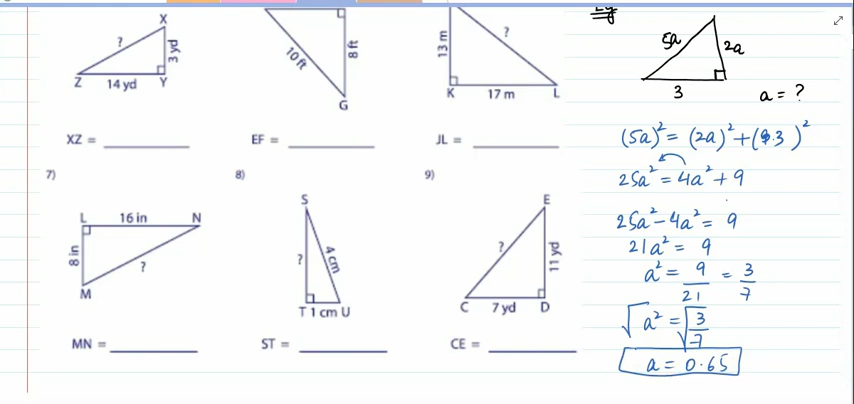 X
?
3 yd
Z
14 yd
Y
XZ =
10 ft
8 ft
G
EF =
13 m
?
K
17 m
L
JL =
7)
L
16 in
N
8 in
?
M
MN =
8)
S
?
4 cm
T 1 cm U
ST =
9)
E
?
11 yd
C
7 yd
D
CE =
5a
2a
3
a = ?
(5a)² = (2a)² + (3)²
25a² = 4a² + 9
25a² - 4a² = 9
21a² = 9
a² = 9/21 = 3/7
√a² = √3/7
a = 0.65